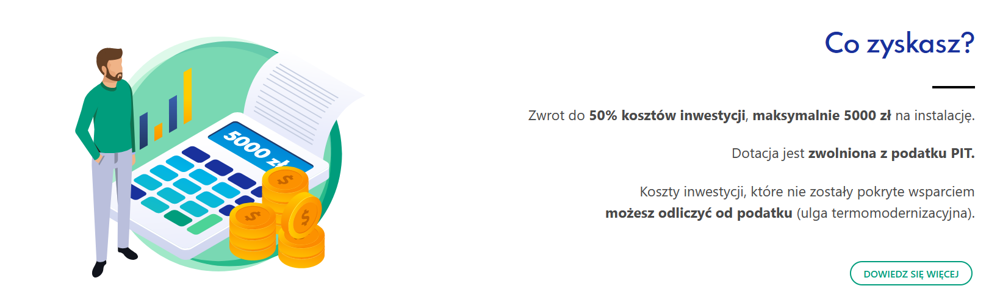 Co zyskasz?
5000 zł
Zwrot do 50% kosztów inwestycji, maksymalnie 5000 zł na instalację.
Dotacja jest zwolniona z podatku PIT.
Koszty inwestycji, które nie zostały pokryte wsparciem
możesz odliczyć od podatku (ulga termomodernizacyjna).
DOWIEDZ SIĘ WIĘCEJ
$
$
$